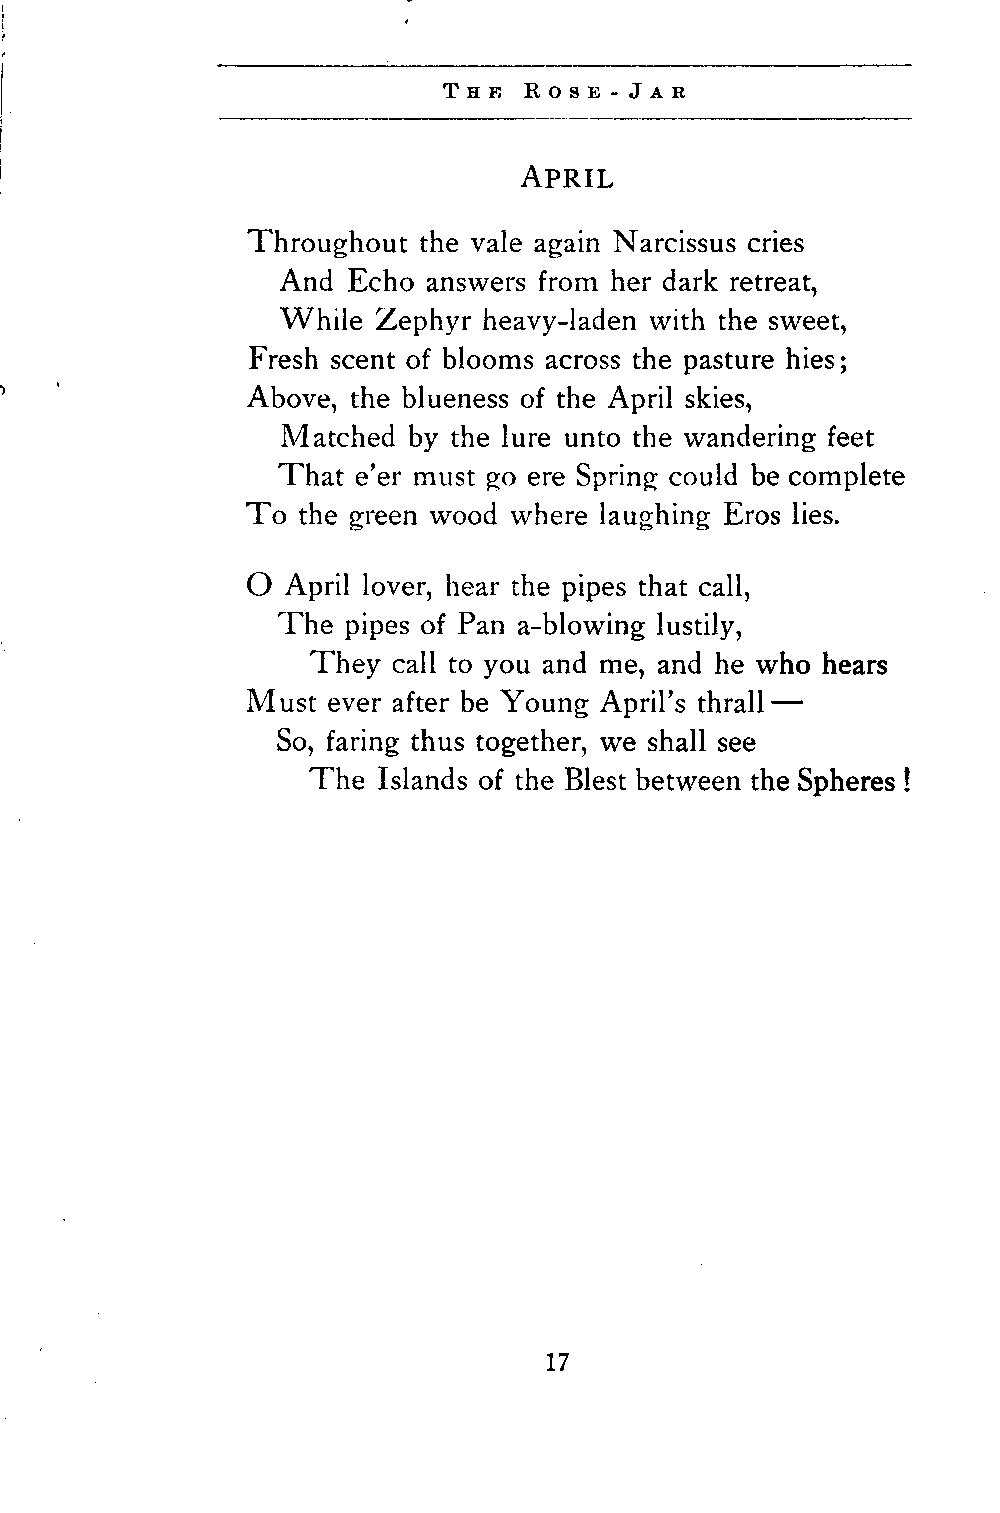 THE ROSE-JAR
APRIL
Throughout the vale again Narcissus cries
And Echo answers from her dark retreat,
While Zephyr heavy-laden with the sweet,
Fresh scent of blooms across the pasture hies;
Above, the blueness of the April skies,
Matched by the lure unto the wandering feet
That e'er must go ere Spring could be complete
To the green wood where laughing Eros lies.
O April lover, hear the pipes that call,
The pipes of Pan a-blowing lustily,
They call to you and me, and he who hears
Must ever after be Young April's thrall—
So, faring thus together, we shall see
The Islands of the Blest between the Spheres!
17